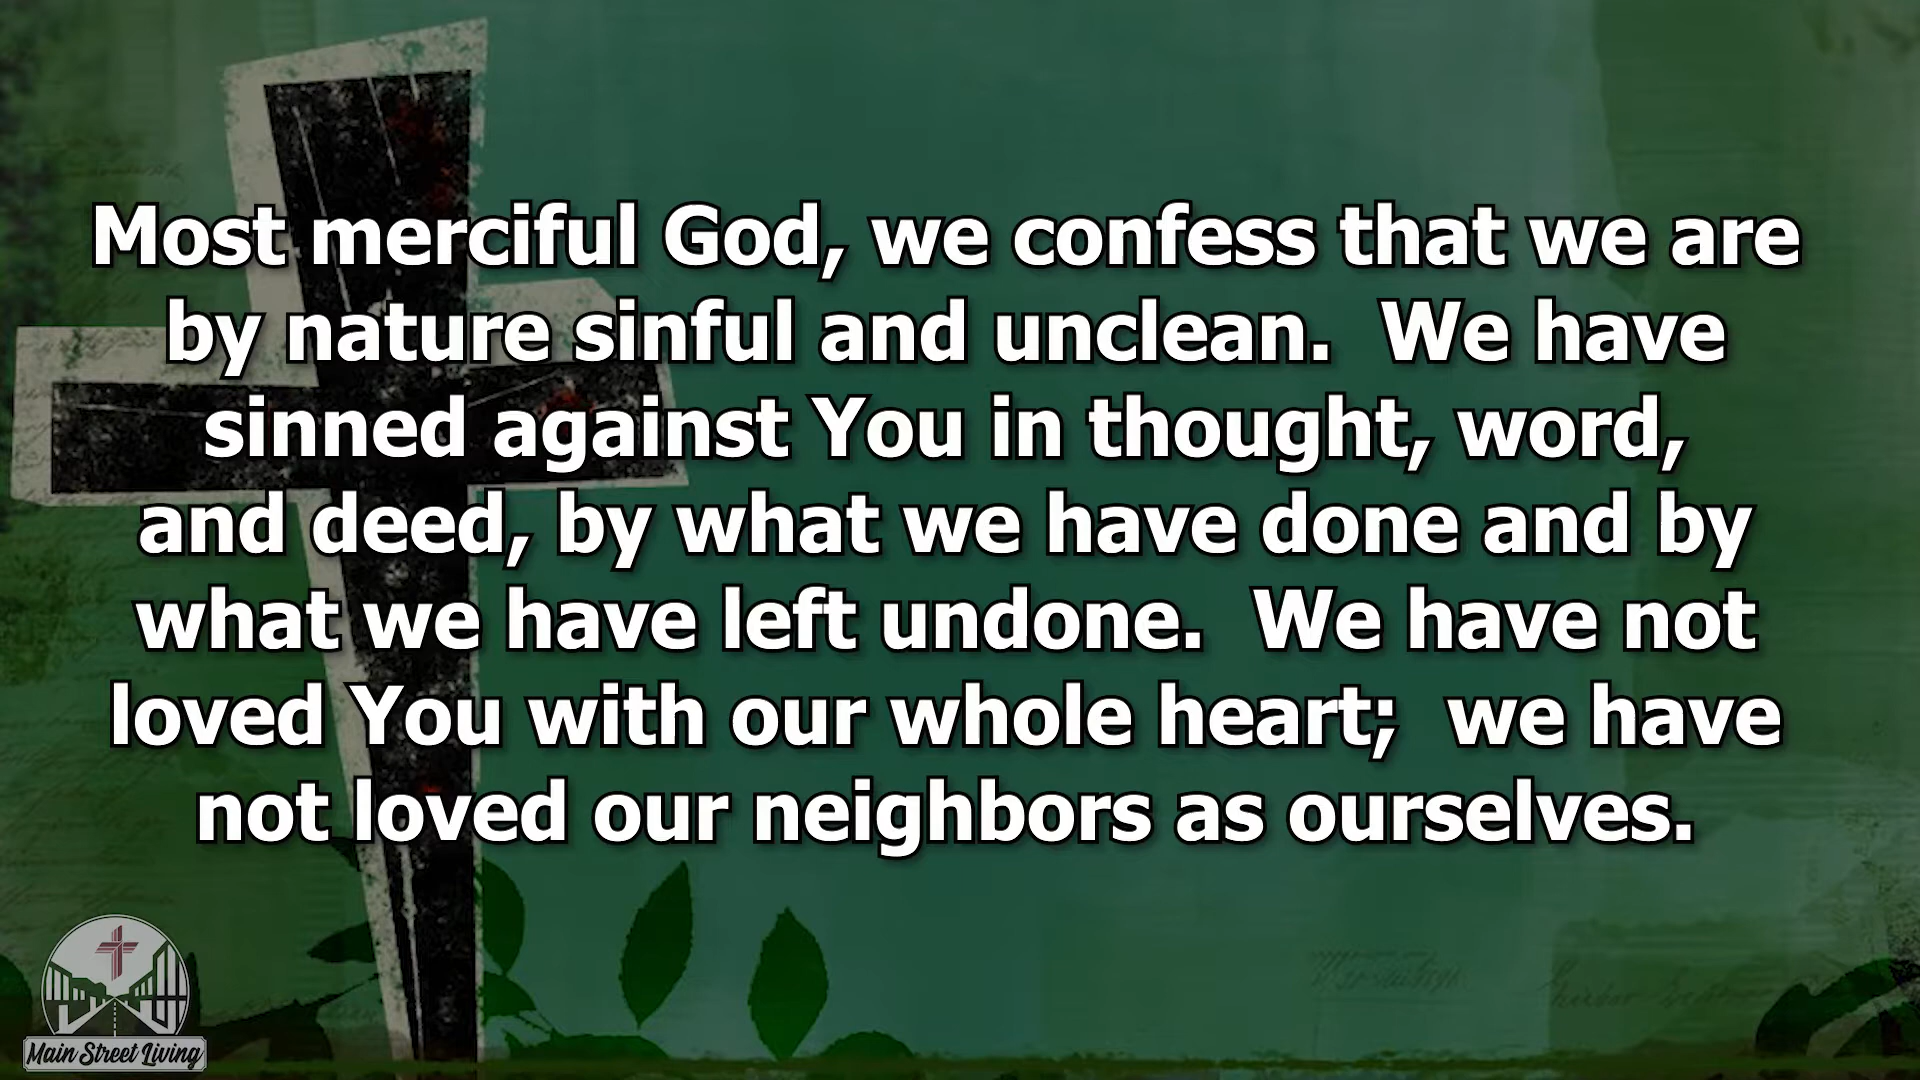 Most merciful God, we confess that we are
by nature sinful and unclean.  We have
sinned against You in thought, word,
and deed, by what we have done and by
what we have left undone.  We have not
loved You with our whole heart;  we have
not loved our neighbors as ourselves.
Main Street Living